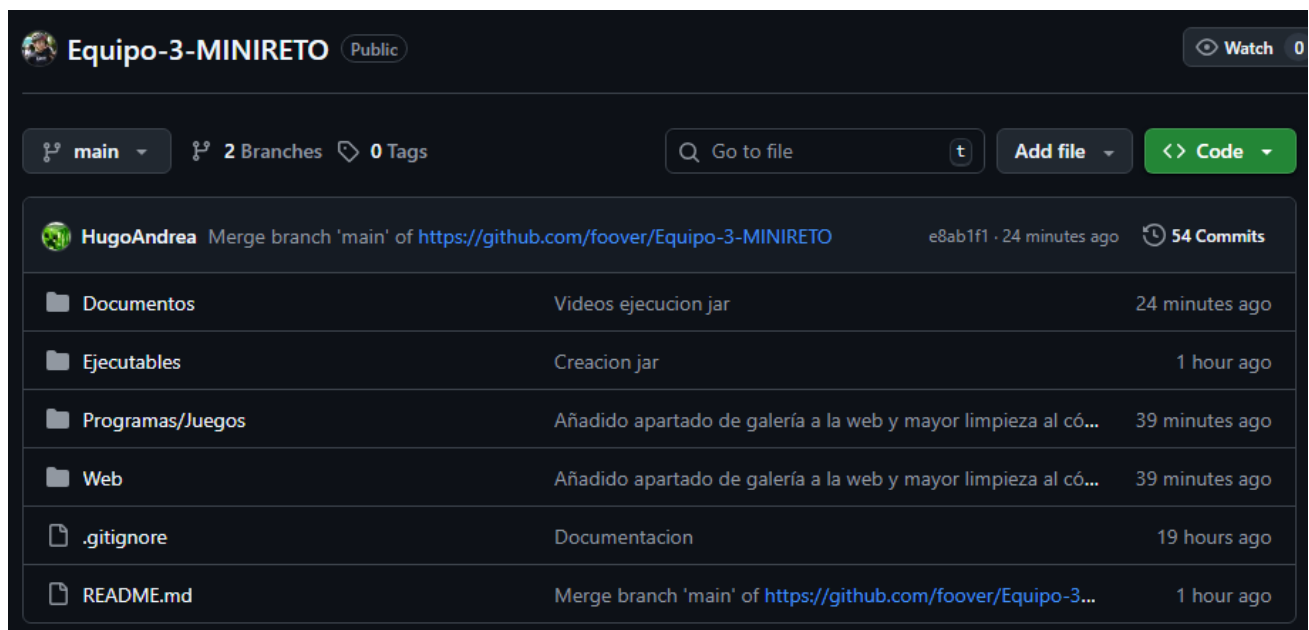 Equipo-3-MINIRETO Public Watch 0
main 2 Branches 0 Tags Go to file t Add file Code
HugoAndrea Merge branch 'main' of https://github.com/foover/Equipo-3-MINIRETO e8ab1f1 · 24 minutes ago 54 Commits
Documentos Videos ejecucion jar 24 minutes ago
Ejecutables Creacion jar 1 hour ago
Programas/Juegos Añadido apartado de galería a la web y mayor limpieza al có... 39 minutes ago
Web Añadido apartado de galería a la web y mayor limpieza al có... 39 minutes ago
.gitignore Documentacion 19 hours ago
README.md Merge branch 'main' of https://github.com/foover/Equipo-3... 1 hour ago